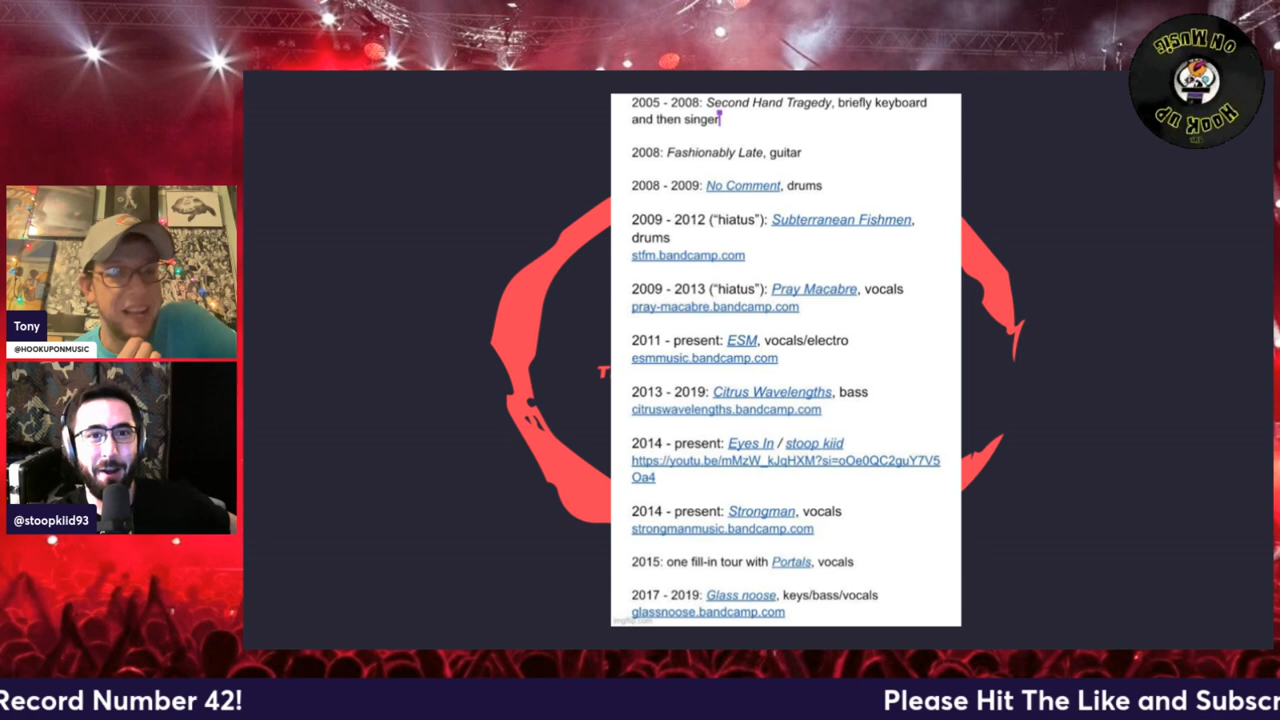 ON Music
HOOK UP
THE
2005 - 2008: Second Hand Tragedy, briefly keyboard
and then singer
2008: Fashionably Late, guitar
2008 - 2009: No Comment, drums
2009 - 2012 (“hiatus”): Subterranean Fishmen,
drums
stfm.bandcamp.com
2009 - 2013 (“hiatus”): Pray Macabre, vocals
pray-macabre.bandcamp.com
2011 - present: ESM, vocals/electro
esmmusic.bandcamp.com
2013 - 2019: Citrus Wavelengths, bass
citruswavelengths.bandcamp.com
2014 - present: Eyes In / stoop kiid
https://youtu.be/mMzW_kJqHXM?si=oOe0QC2guY7V5
Oa4
2014 - present: Strongman, vocals
strongmanmusic.bandcamp.com
2015: one fill-in tour with Portals, vocals
2017 - 2019: Glass noose, keys/bass/vocals
glassnoose.bandcamp.com
imgflip.com
T
Tony
@HOOKUPONMUSIC
@stoopkiid93
Record Number 42!
Please Hit The Like and Subscr